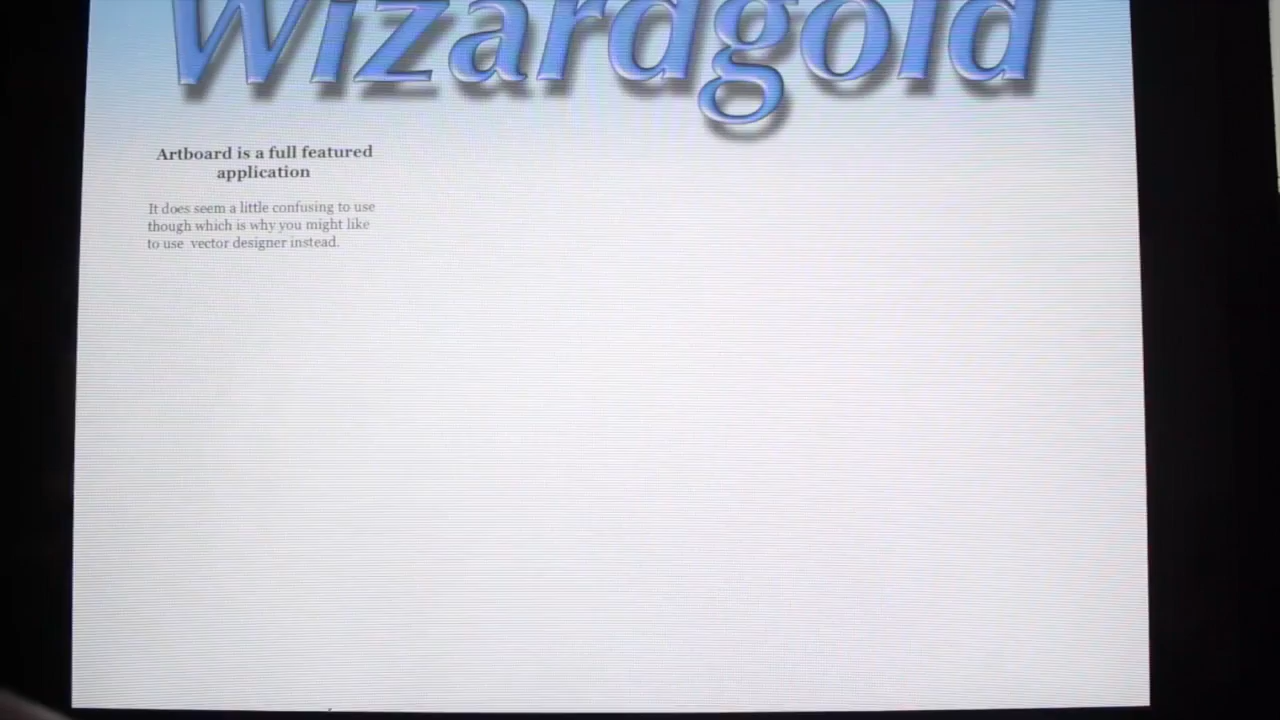 Wizardgold
Artboard is a full featured
application
It does seem a little confusing to use
though which is why you might like
to use vector designer instead.